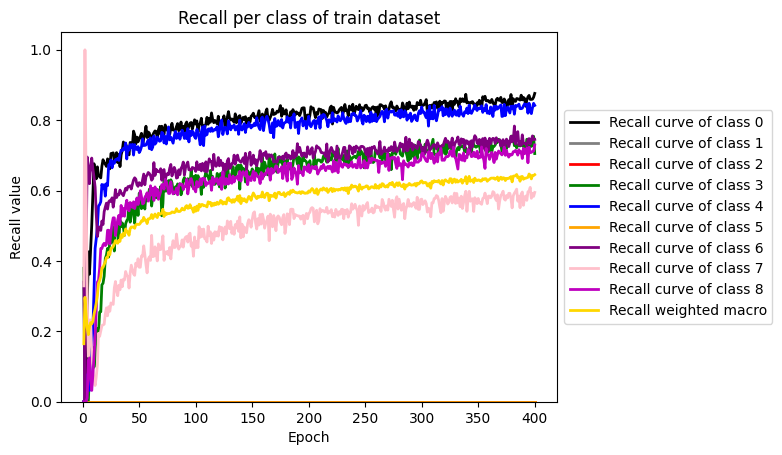 Recall per class of train dataset
Recall value
1.0
0.8
0.6
0.4
0.2
0.0
0
50
100
150
200
250
300
350
400
Epoch
Recall curve of class 0
Recall curve of class 1
Recall curve of class 2
Recall curve of class 3
Recall curve of class 4
Recall curve of class 5
Recall curve of class 6
Recall curve of class 7
Recall curve of class 8
Recall weighted macro